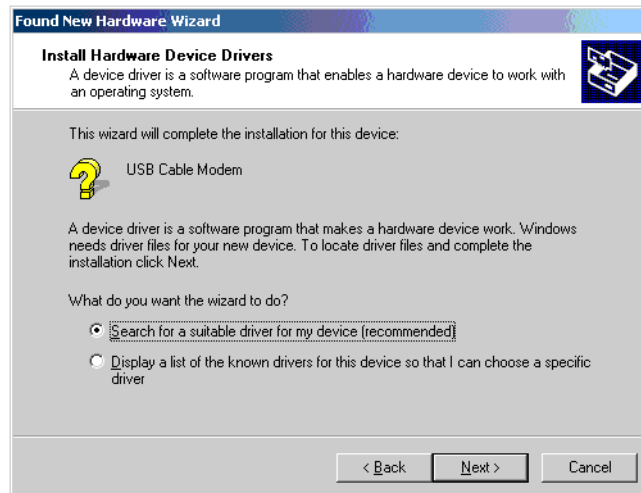 Found New Hardware Wizard
Install Hardware Device Drivers
A device driver is a software program that enables a hardware device to work with
an operating system.
This wizard will complete the installation for this device:
USB Cable Modem
A device driver is a software program that makes a hardware device work. Windows
needs driver files for your new device. To locate driver files and complete the
installation click Next.
What do you want the wizard to do?
Search for a suitable driver for my device (recommended)
Display a list of the known drivers for this device so that I can choose a specific
driver
< Back
Next >
Cancel